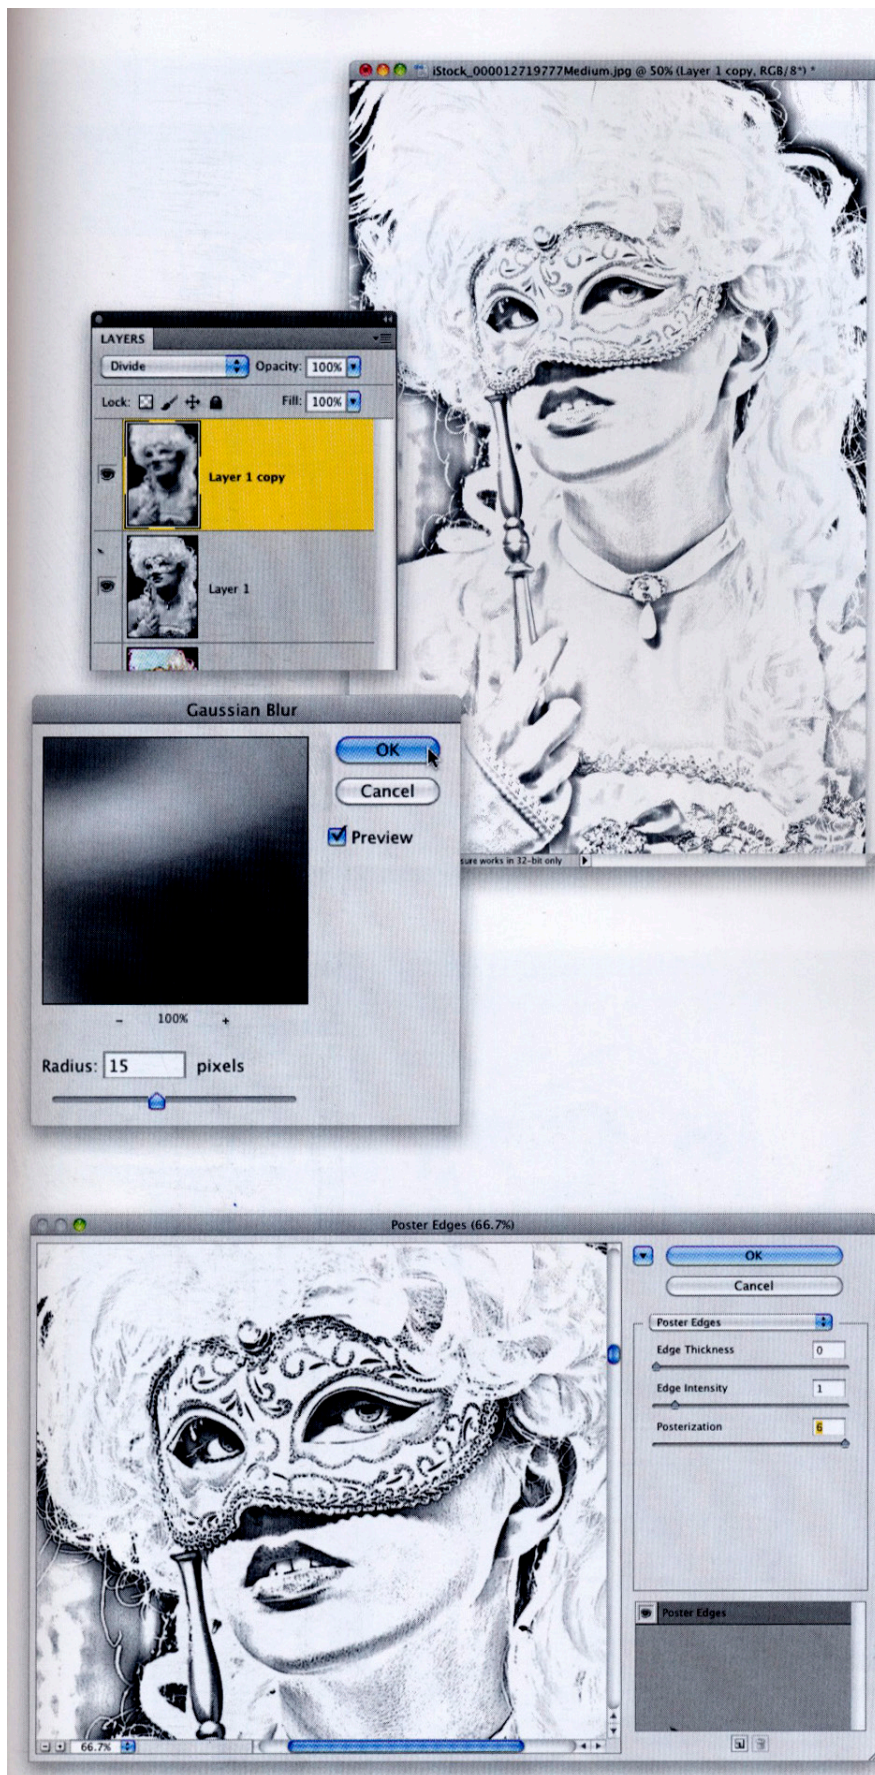 iStock_000012719777Medium.jpg @ 50% (Layer 1 copy, RGB/8*) *
LAYERS
Divide
Opacity: 100%
Lock:
Fill: 100%
Layer 1 copy
Layer 1
sure works in 32-bit only
Gaussian Blur
OK
Cancel
Preview
- 100% +
Radius: 15 pixels
Poster Edges (66.7%)
OK
Cancel
Poster Edges
Edge Thickness 0
Edge Intensity 1
Posterization 6
Poster Edges
66.7%